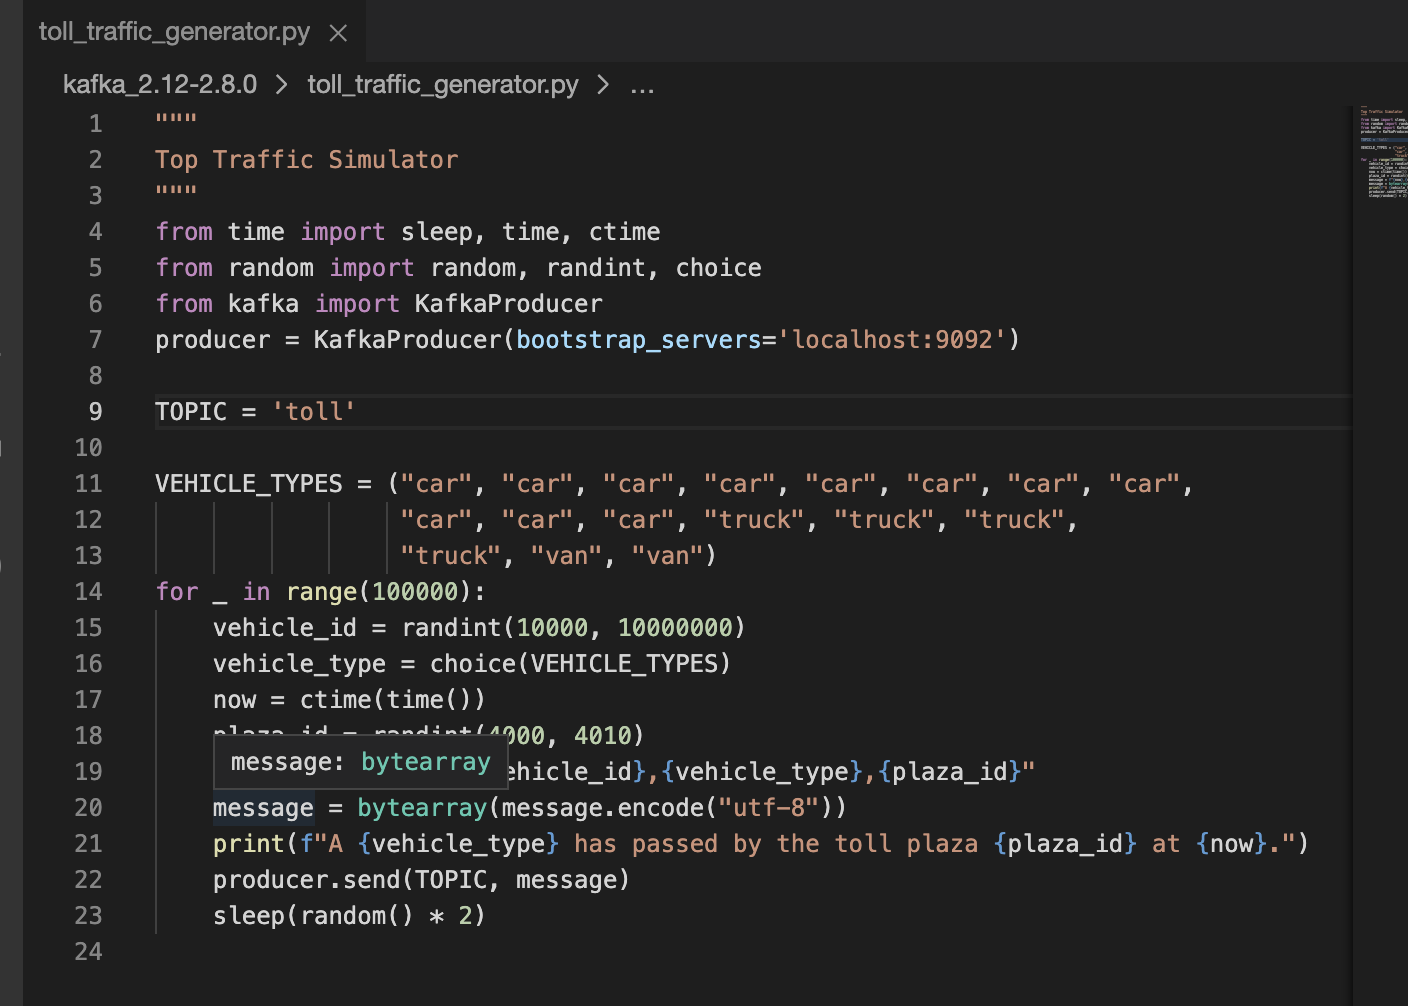 toll_traffic_generator.py ×
kafka_2.12-2.8.0 > toll_traffic_generator.py > ...
1 """
2 Top Traffic Simulator
3 """
4 from time import sleep, time, ctime
5 from random import random, randint, choice
6 from kafka import KafkaProducer
7 producer = KafkaProducer(bootstrap_servers='localhost:9092')
8
9 TOPIC = 'toll'
10
11 VEHICLE_TYPES = ("car", "car", "car", "car", "car", "car", "car", "car",
12 "car", "car", "car", "truck", "truck", "truck",
13 "truck", "van", "van")
14 for _ in range(100000):
15 vehicle_id = randint(10000, 10000000)
16 vehicle_type = choice(VEHICLE_TYPES)
17 now = ctime(time())
18 plaza_id = randint(4000, 4010)
message: bytearray
19 ehicle_id},{vehicle_type},{plaza_id}"
20 message = bytearray(message.encode("utf-8"))
21 print(f"A {vehicle_type} has passed by the toll plaza {plaza_id} at {now}.")
22 producer.send(TOPIC, message)
23 sleep(random() * 2)
24